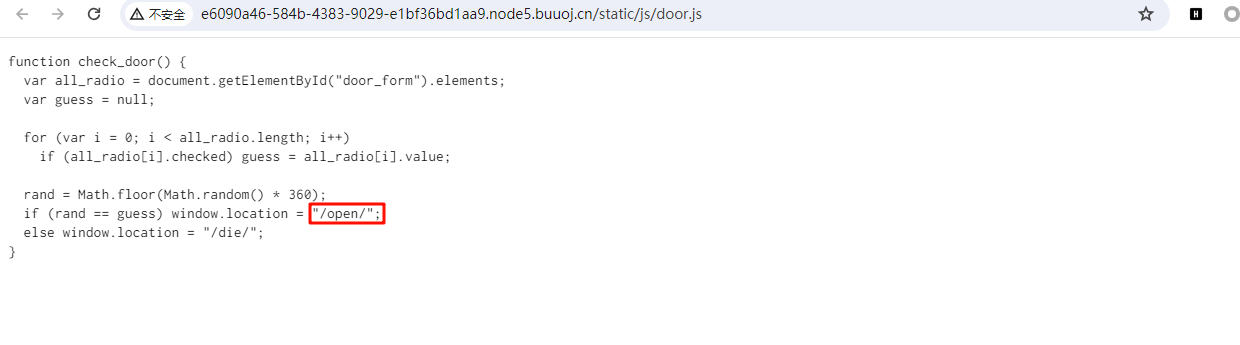 不安全 e6090a46-584b-4383-9029-e1bf36bd1aa9.node5.buuoj.cn/static/js/door.js H
function check_door() {
  var all_radio = document.getElementById("door_form").elements;
  var guess = null;

  for (var i = 0; i < all_radio.length; i++)
    if (all_radio[i].checked) guess = all_radio[i].value;

  rand = Math.floor(Math.random() * 360);
  if (rand == guess) window.location = "/open/";
  else window.location = "/die/";
}